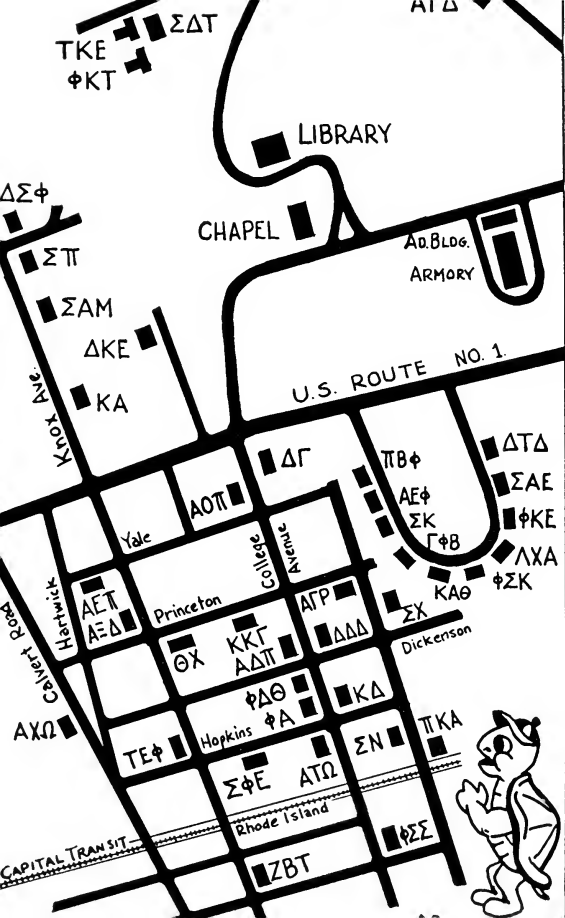 ΑΓΔ
ΣΔΤ
ΤΚΕ
ΦΚΤ
LIBRARY
ΔΣΦ
CHAPEL
AD. BLDG.
ΣΠ
ARMORY
ΣΑΜ
ΔΚΕ
U.S. ROUTE NO. 1.
Knox Ave.
ΚΑ
ΔΓ
ΠΒΦ
ΔΤΔ
ΑΕΦ
ΣΑΕ
ΑΟΠ
ΣΚ
ΦΚΕ
ΓΦΒ
ΛΧΑ
Yale
College Avenue
ΚΑΘ
ΦΣΚ
Hartwick
ΑΕΠ
ΑΞΔ
Princeton
ΑΓΡ
ΣΧ
Calvert Road
ΘΧ
ΚΚΓ
ΑΔΠ
ΔΔΔ
Dickenson
ΦΔΘ
ΚΔ
ΦΑ
ΑΧΩ
ΤΕΦ
Hopkins
ΣΝ
ΠΚΑ
ΣΦΕ
ΑΤΩ
Rhode Island
CAPITAL TRANSIT
ΦΣΣ
ΖΒΤ